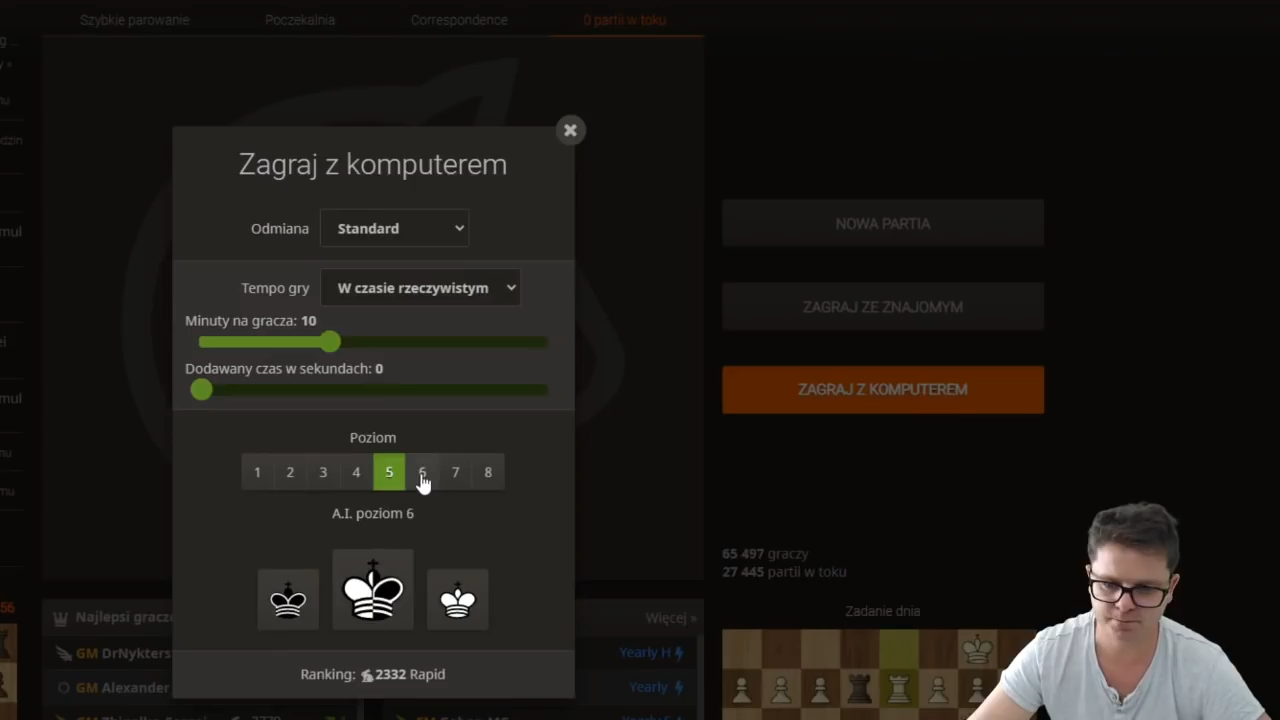 Szybkie parowanie
Poczekalnia
Correspondence
0 partii w toku
Zagraj z komputerem
Odmiana
Standard
Tempo gry
W czasie rzeczywistym
Minuty na gracza: 10
Dodawany czas w sekundach: 0
Poziom
1 2 3 4 5 6 7 8
A.I. poziom 6
Ranking: 2332 Rapid
NOWA PARTIA
ZAGRAJ ZE ZNAJOMYM
ZAGRAJ Z KOMPUTEREM
65 497 graczy
27 445 partii w toku
Zadanie dnia
Najlepsi gracze
Więcej »
GM DrNykters
Yearly H
GM Alexander
Yearly
56